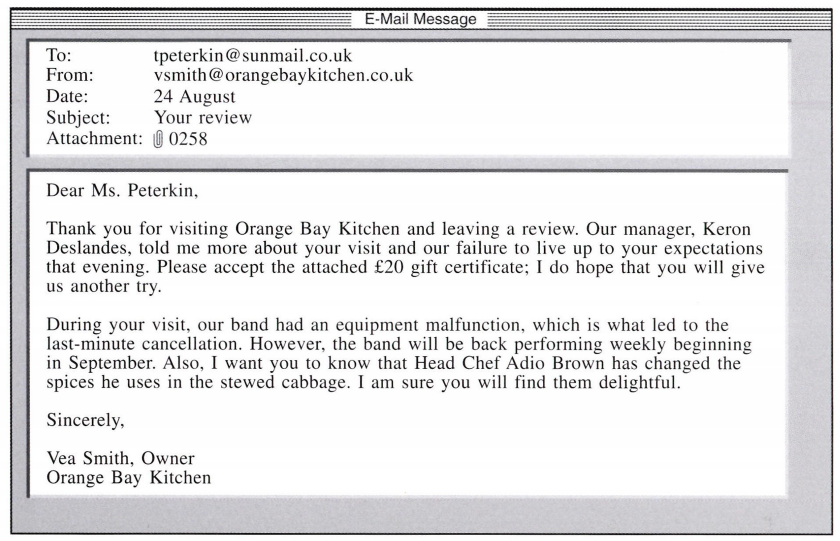 E-Mail Message
To: tpeterkin@sunmail.co.uk
From: vsmith@orangebaykitchen.co.uk
Date: 24 August
Subject: Your review
Attachment: 0258
Dear Ms. Peterkin,
Thank you for visiting Orange Bay Kitchen and leaving a review. Our manager, Keron
Deslandes, told me more about your visit and our failure to live up to your expectations
that evening. Please accept the attached £20 gift certificate; I do hope that you will give
us another try.
During your visit, our band had an equipment malfunction, which is what led to the
last-minute cancellation. However, the band will be back performing weekly beginning
in September. Also, I want you to know that Head Chef Adio Brown has changed the
spices he uses in the stewed cabbage. I am sure you will find them delightful.
Sincerely,
Vea Smith, Owner
Orange Bay Kitchen